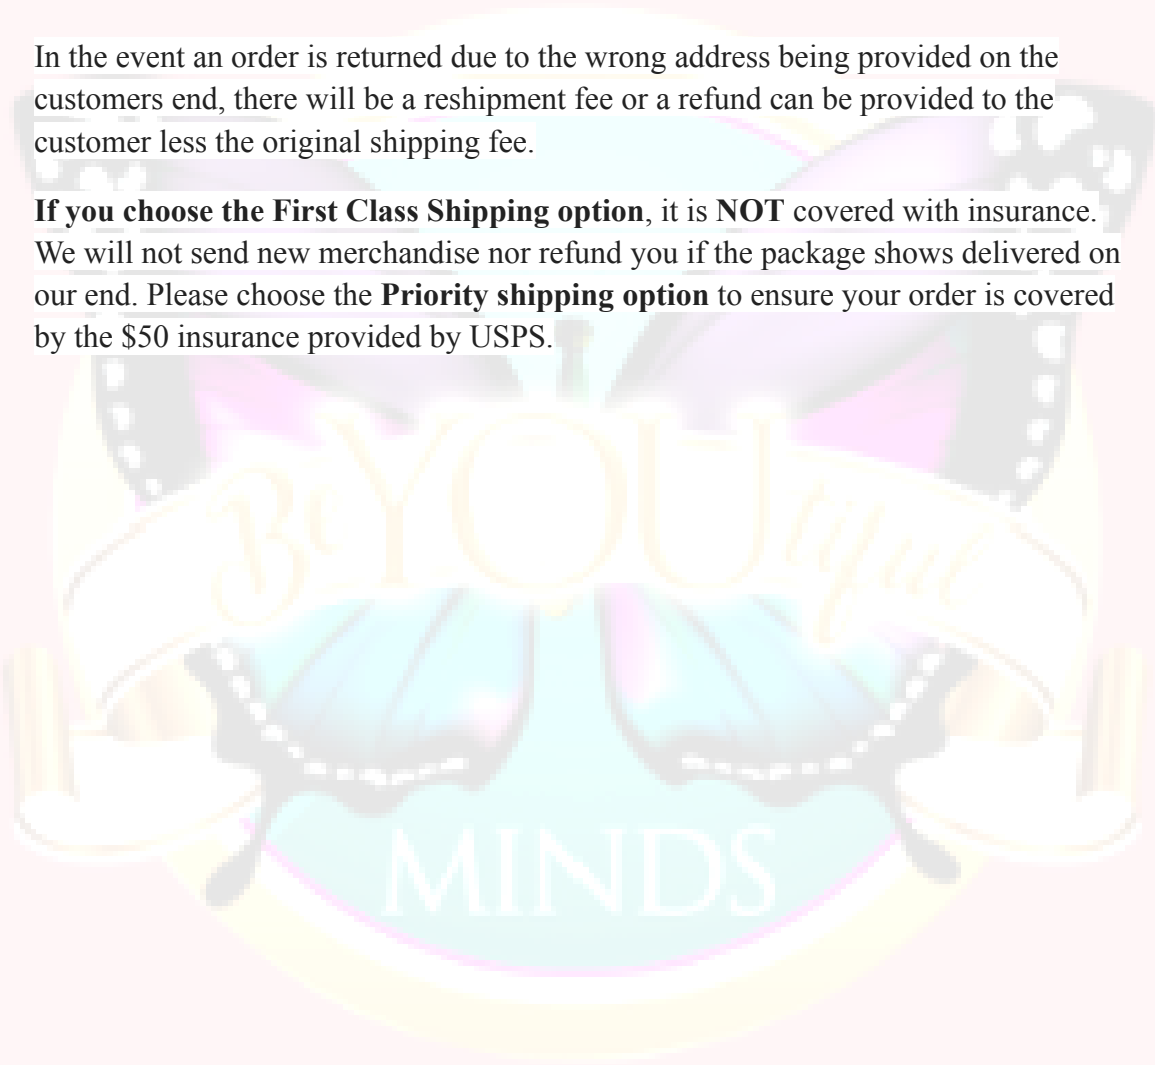 In the event an order is returned due to the wrong address being provided on the
customers end, there will be a reshipment fee or a refund can be provided to the
customer less the original shipping fee.
If you choose the First Class Shipping option, it is NOT covered with insurance.
We will not send new merchandise nor refund you if the package shows delivered on
our end. Please choose the Priority shipping option to ensure your order is covered
by the $50 insurance provided by USPS.
BeYOUtiful
MINDS